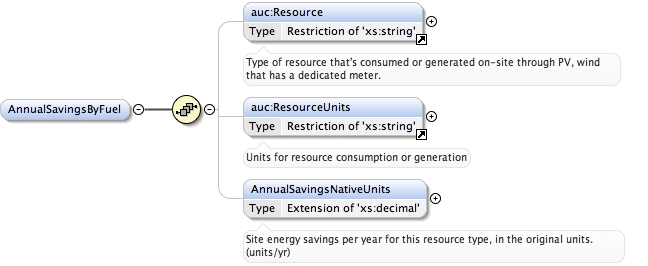 auc:Resource
Type Restriction of 'xs:string'
Type of resource that's consumed or generated on-site through PV, wind
that has a dedicated meter.
AnnualSavingsByFuel
auc:ResourceUnits
Type Restriction of 'xs:string'
Units for resource consumption or generation
AnnualSavingsNativeUnits
Type Extension of 'xs:decimal'
Site energy savings per year for this resource type, in the original units.
(units/yr)